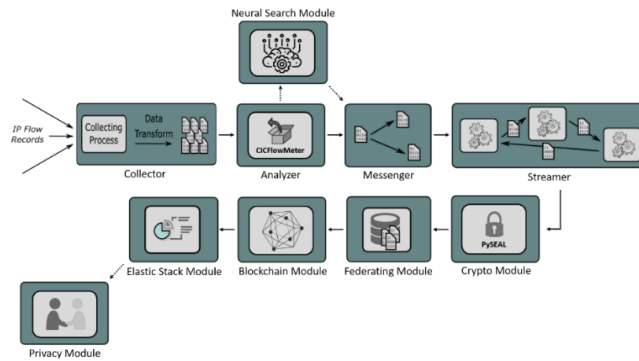 Neural Search Module
IP Flow
Records
Collecting
Process
Data
Transform
Collector
CICFlowMeter
Analyzer
Messenger
Streamer
Elastic Stack Module
Blockchain Module
Federating Module
PySEAL
Crypto Module
Privacy Module